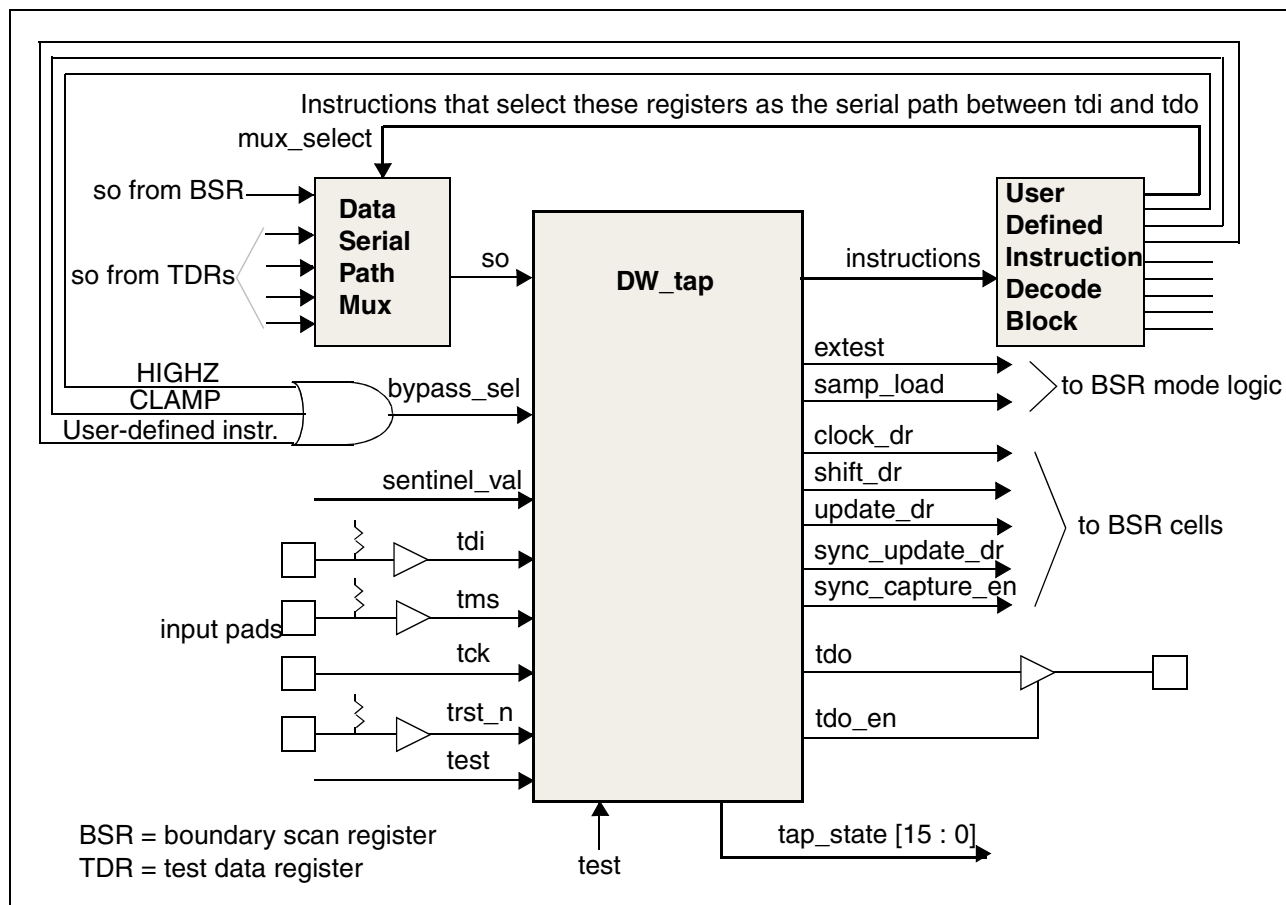 Instructions that select these registers as the serial path between tdi and tdo
mux_select
so from BSR
so from TDRs
Data
Serial
Path
Mux
so
DW_tap
instructions
User
Defined
Instruction
Decode
Block
HIGHZ
CLAMP
User-defined instr.
bypass_sel
sentinel_val
tdi
tms
input pads
tck
trst_n
test
extest
samp_load
to BSR mode logic
clock_dr
shift_dr
update_dr
sync_update_dr
sync_capture_en
to BSR cells
tdo
tdo_en
BSR = boundary scan register
TDR = test data register
test
tap_state [15 : 0]